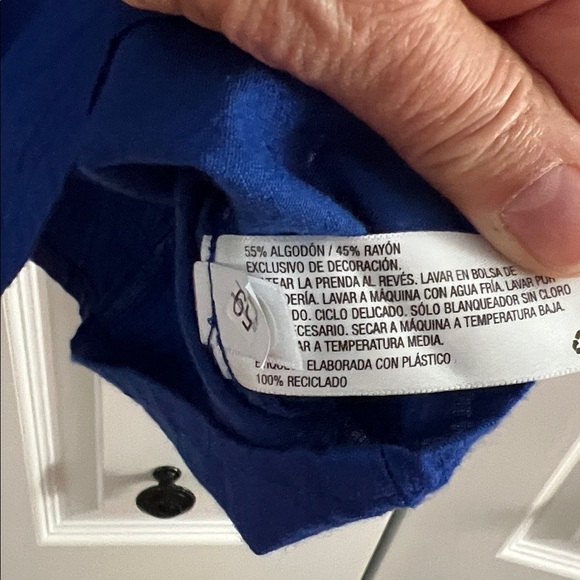 55% ALGODÓN / 45% RAYÓN
EXCLUSIVO DE DECORACIÓN.
LA PRENDA AL REVÉS. LAVAR EN BOLSA DE
LAVAR A MÁQUINA CON AGUA FRÍA. LAVAR POR
CICLO DELICADO. SÓLO BLANQUEADOR SIN CLORO
SECAR A MÁQUINA A TEMPERATURA BAJA.
A TEMPERATURA MEDIA.
ELABORADA CON PLÁSTICO
100% RECICLADO